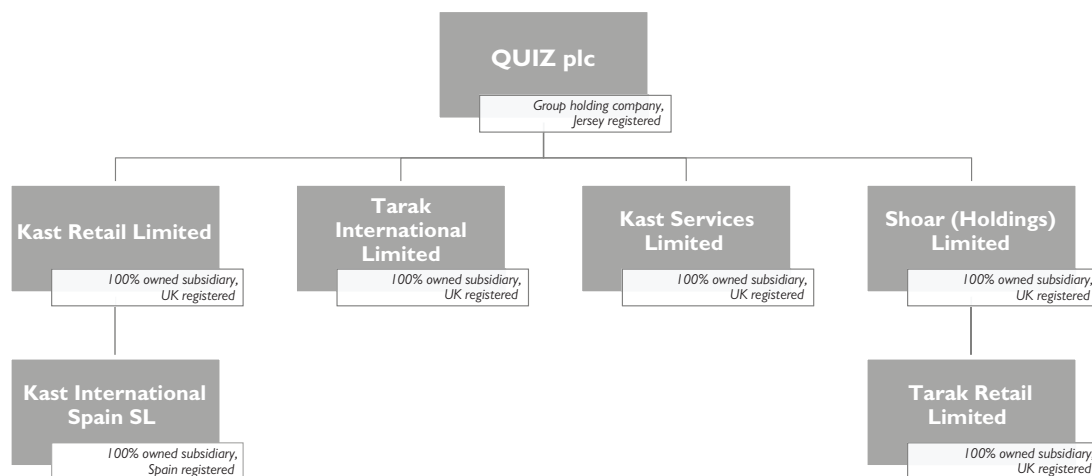 QUIZ plc
Group holding company,
Jersey registered
Kast Retail Limited
100% owned subsidiary,
UK registered
Tarak
International
Limited
100% owned subsidiary,
UK registered
Kast Services
Limited
100% owned subsidiary,
UK registered
Shoar (Holdings)
Limited
100% owned subsidiary,
UK registered
Kast International
Spain SL
100% owned subsidiary,
Spain registered
Tarak Retail
Limited
100% owned subsidiary,
UK registered